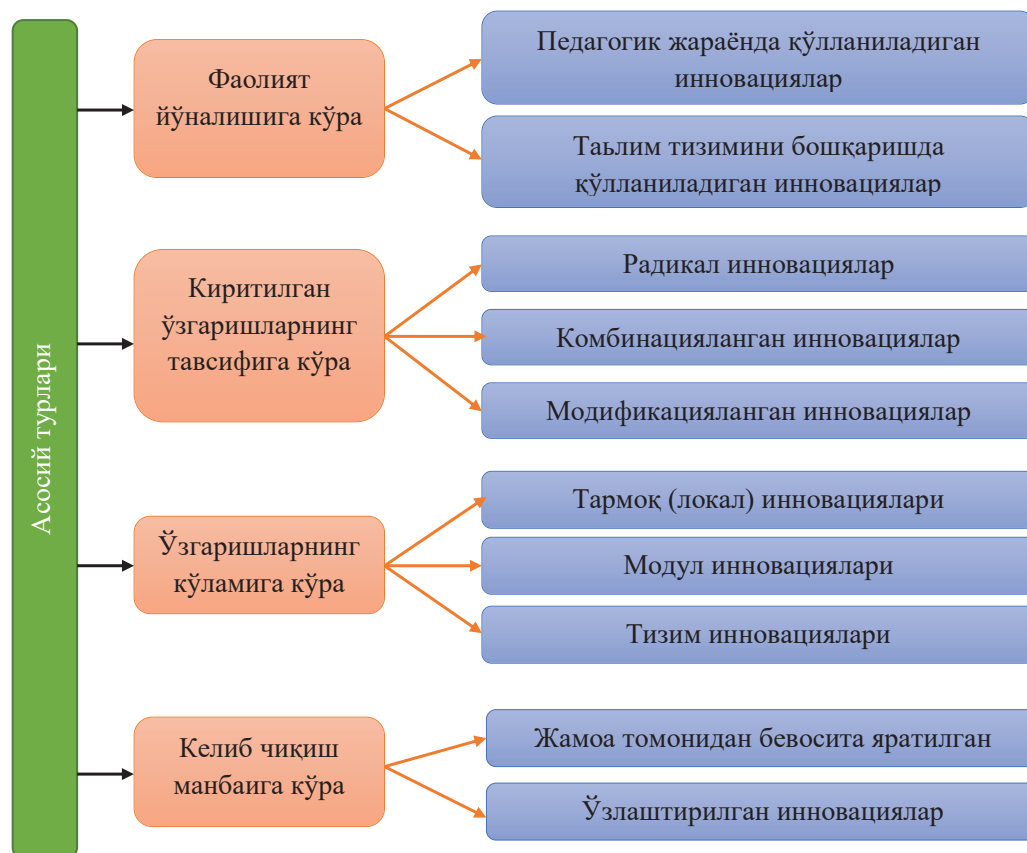 Асосий турлари
Фаолият
йўналишига кўра
Педагогик жараёнда қўлланиладиган
инновациялар
Таьлим тизимини бошқаришда
қўлланиладиган инновациялар
Киритилган
ўзгаришларнинг
тавсифига кўра
Радикал инновациялар
Комбинацияланган инновациялар
Модификацияланган инновациялар
Ўзгаришларнинг
кўламига кўра
Тармоқ (локал) инновациялари
Модул инновациялари
Тизим инновациялари
Келиб чиқиш
манбаига кўра
Жамоа томонидан бевосита яратилган
Ўзлаштирилган инновациялар